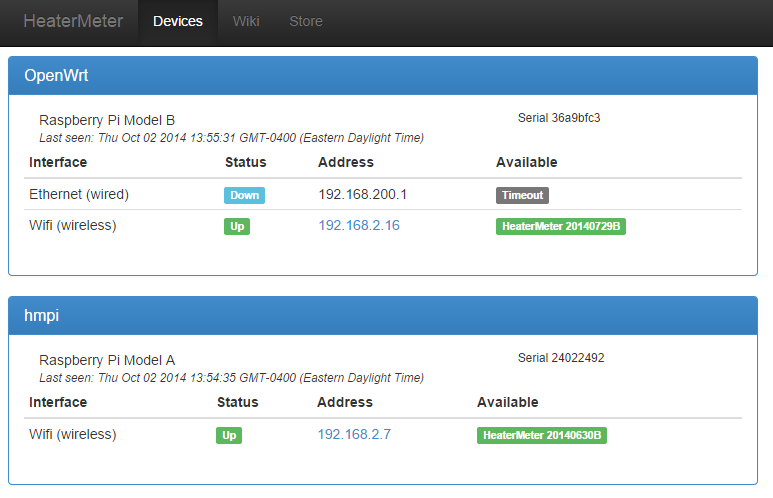 HeaterMeter Devices Wiki Store
OpenWrt
Raspberry Pi Model B Serial 36a9bfc3
Last seen: Thu Oct 02 2014 13:55:31 GMT-0400 (Eastern Daylight Time)
Interface Status Address Available
Ethernet (wired) Down 192.168.200.1 Timeout
Wifi (wireless) Up 192.168.2.16 HeaterMeter 20140729B
hmpi
Raspberry Pi Model A Serial 24022492
Last seen: Thu Oct 02 2014 13:54:35 GMT-0400 (Eastern Daylight Time)
Interface Status Address Available
Wifi (wireless) Up 192.168.2.7 HeaterMeter 20140630B